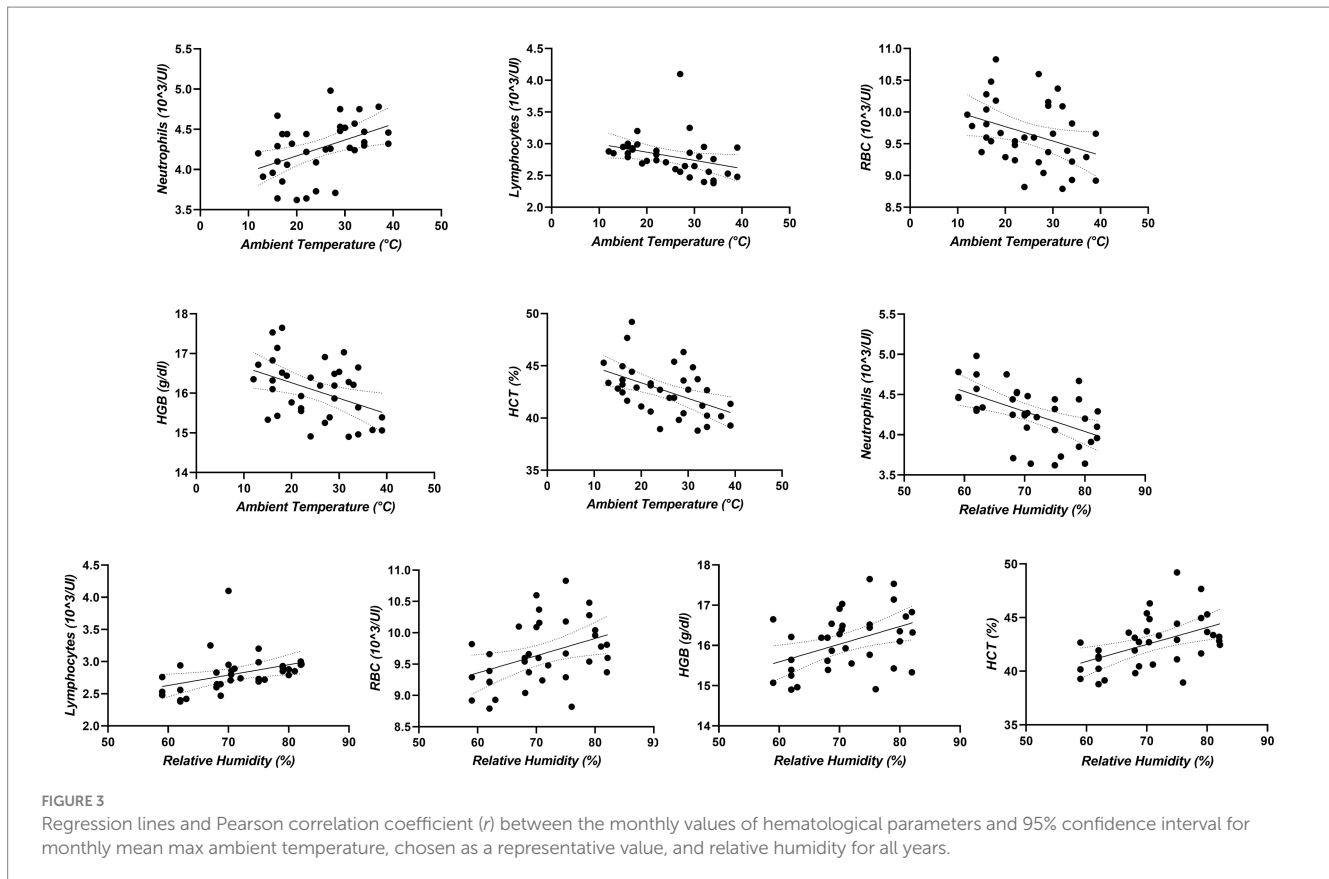 5.5
5.0
4.5
4.0
3.5
Neutrophils (10^3/Ul)
0 10 20 30 40 50
Ambient Temperature (°C)
4.5
4.0
3.5
3.0
2.5
2.0
Lymphocytes (10^3/Ul)
0 10 20 30 40 50
Ambient Temperature (°C)
11.0
10.5
10.0
9.5
9.0
8.5
RBC (10^3/Ul)
0 10 20 30 40 50
Ambient Temperature (°C)
18
17
16
15
14
HGB (g/dl)
0 10 20 30 40 50
Ambient Temperature (°C)
50
45
40
35
HCT (%)
0 10 20 30 40 50
Ambient Temperature (°C)
5.5
5.0
4.5
4.0
3.5
Neutrophils (10^3/Ul)
50 60 70 80 90
Relative Humidity (%)
4.5
4.0
3.5
3.0
2.5
2.0
Lymphocytes (10^3/Ul)
50 60 70 80 90
Relative Humidity (%)
11.0
10.5
10.0
9.5
9.0
8.5
RBC (10^3/Ul)
50 60 70 80 90
Relative Humidity (%)
18
17
16
15
14
HGB (g/dl)
50 60 70 80 90
Relative Humidity (%)
50
45
40
35
HCT (%)
50 60 70 80 90
Relative Humidity (%)
FIGURE 3
Regression lines and Pearson correlation coefficient (r) between the monthly values of hematological parameters and 95% confidence interval for
monthly mean max ambient temperature, chosen as a representative value, and relative humidity for all years.